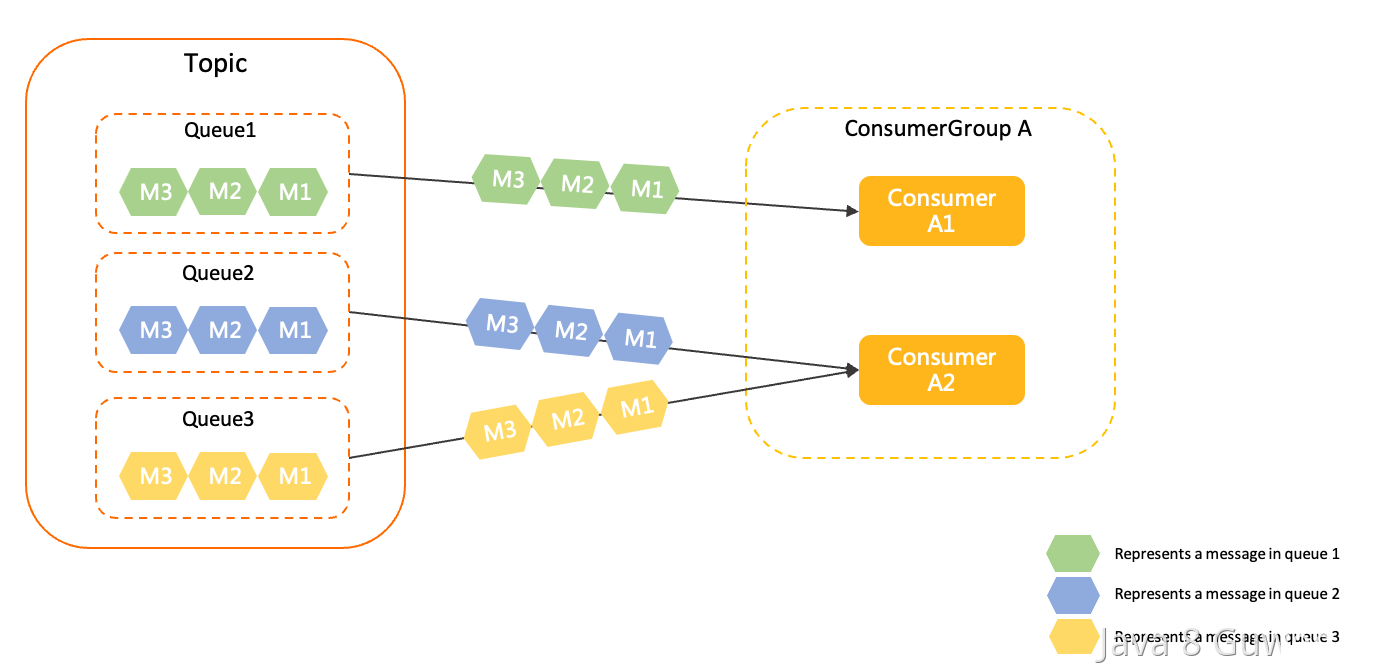 Topic
Queue1
M3 M2 M1
Queue2
M3 M2 M1
Queue3
M3 M2 M1
M3 M2 M1
M3 M2 M1
M3 M2 M1
ConsumerGroup A
Consumer
A1
Consumer
A2
Represents a message in queue 1
Represents a message in queue 2
Represents a message in queue 3
Java 8 Gu